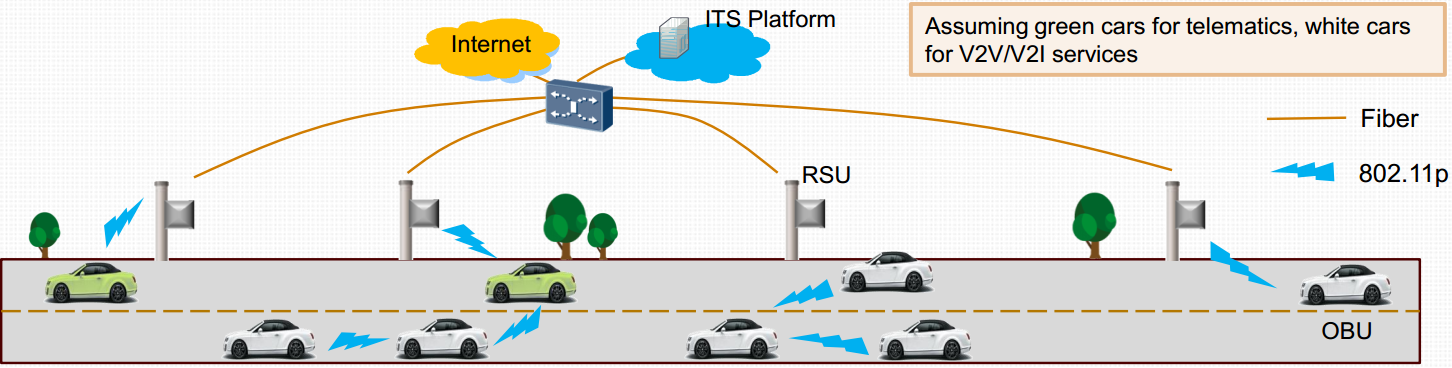 ITS Platform
Internet
Assuming green cars for telematics, white cars
for V2V/V2I services
Fiber
802.11p
RSU
OBU